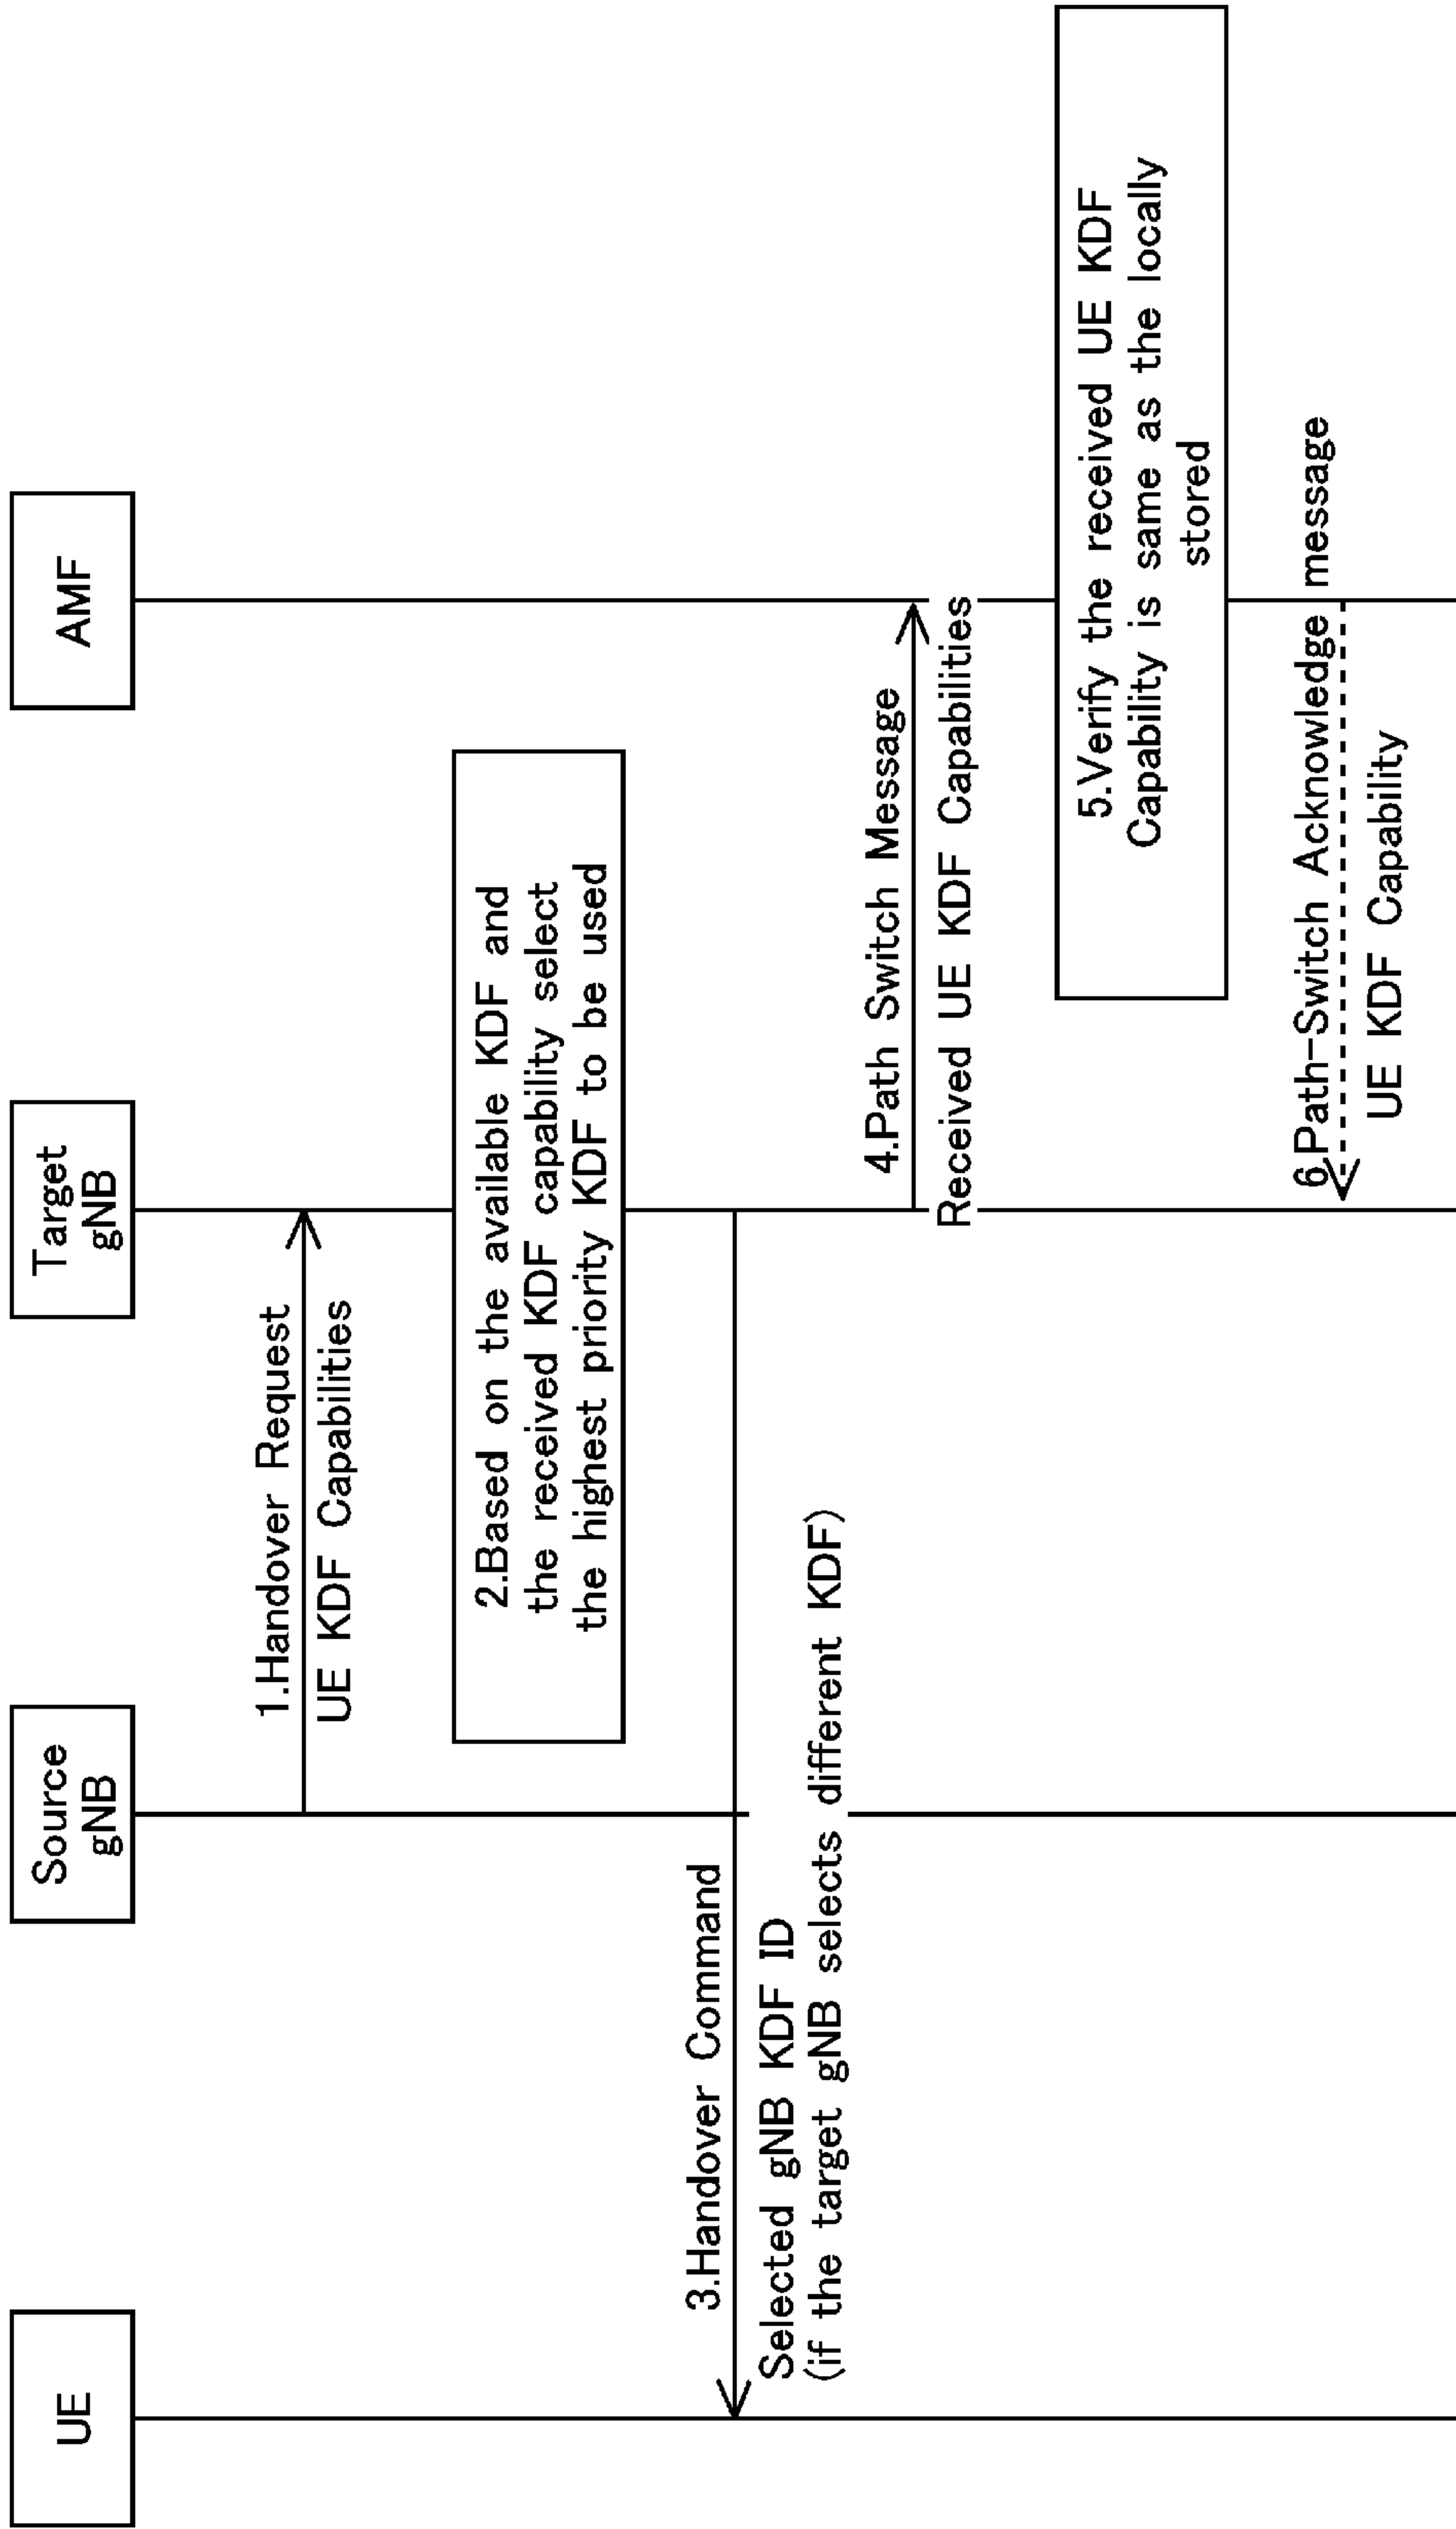 UE
Source
gNB
Target
gNB
AMF
1.Handover Request
UE KDF Capabilities
2.Based on the available KDF and
the received KDF capability select
the highest priority KDF to be used
3.Handover Command
Selected gNB KDF ID
(if the target gNB selects different KDF)
4.Path Switch Message
Received UE KDF Capabilities
5.Verify the received UE KDF
Capability is same as the locally
stored
6.Path-Switch Acknowledge message
UE KDF Capability